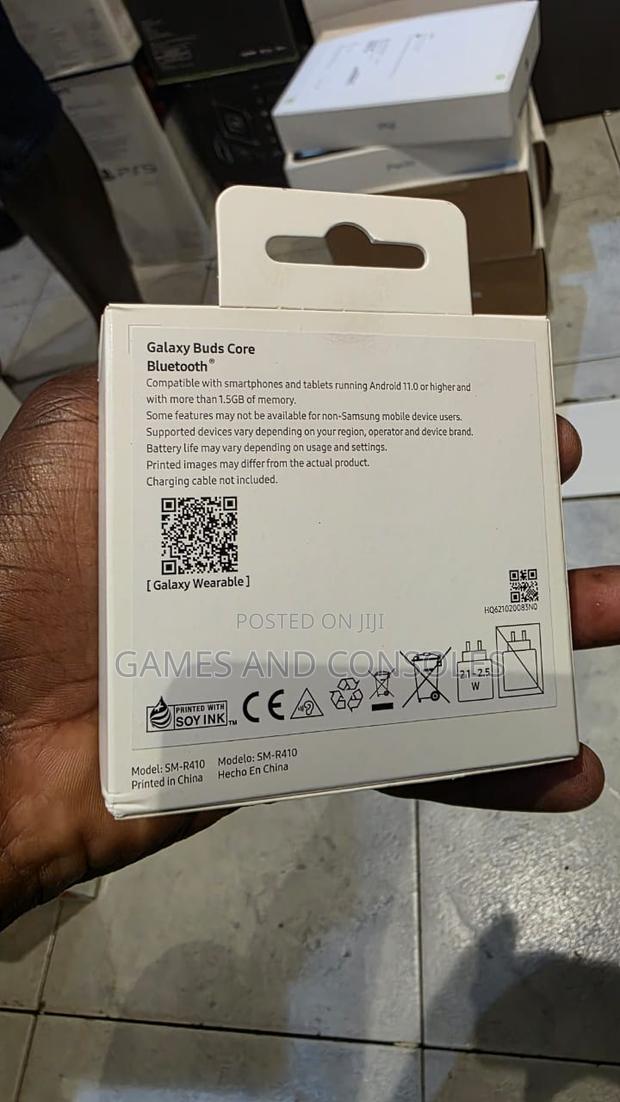 PS5
Galaxy Buds Core
Bluetooth®
Compatible with smartphones and tablets running Android 11.0 or higher and
with more than 1.5GB of memory.
Some features may not be available for non-Samsung mobile device users.
Supported devices vary depending on your region, operator and device brand.
Battery life may vary depending on usage and settings.
Printed images may differ from the actual product.
Charging cable not included.
[ Galaxy Wearable ]
HQ621020083N0
POSTED ON JIJI
GAMES AND CONSOLES
2.1 - 2.5
W
PRINTED WITH
SOY INK™
CE
Model: SM-R410 Modelo: SM-R410
Printed in China Hecho En China